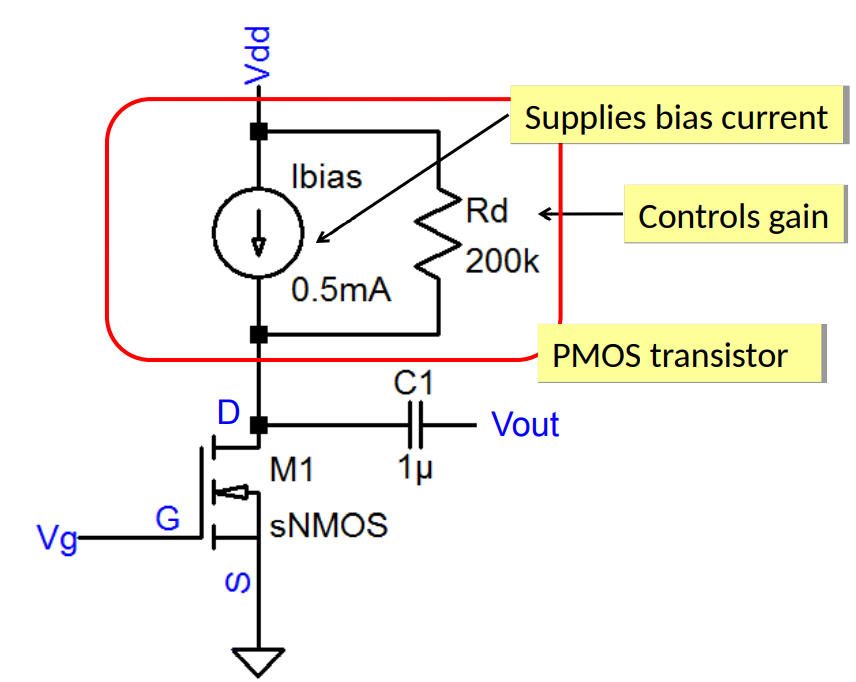 Vdd
Supplies bias current
Ibias
Rd
Controls gain
200k
0.5mA
PMOS transistor
C1
D
Vout
M1
1µ
G
sNMOS
Vg
S